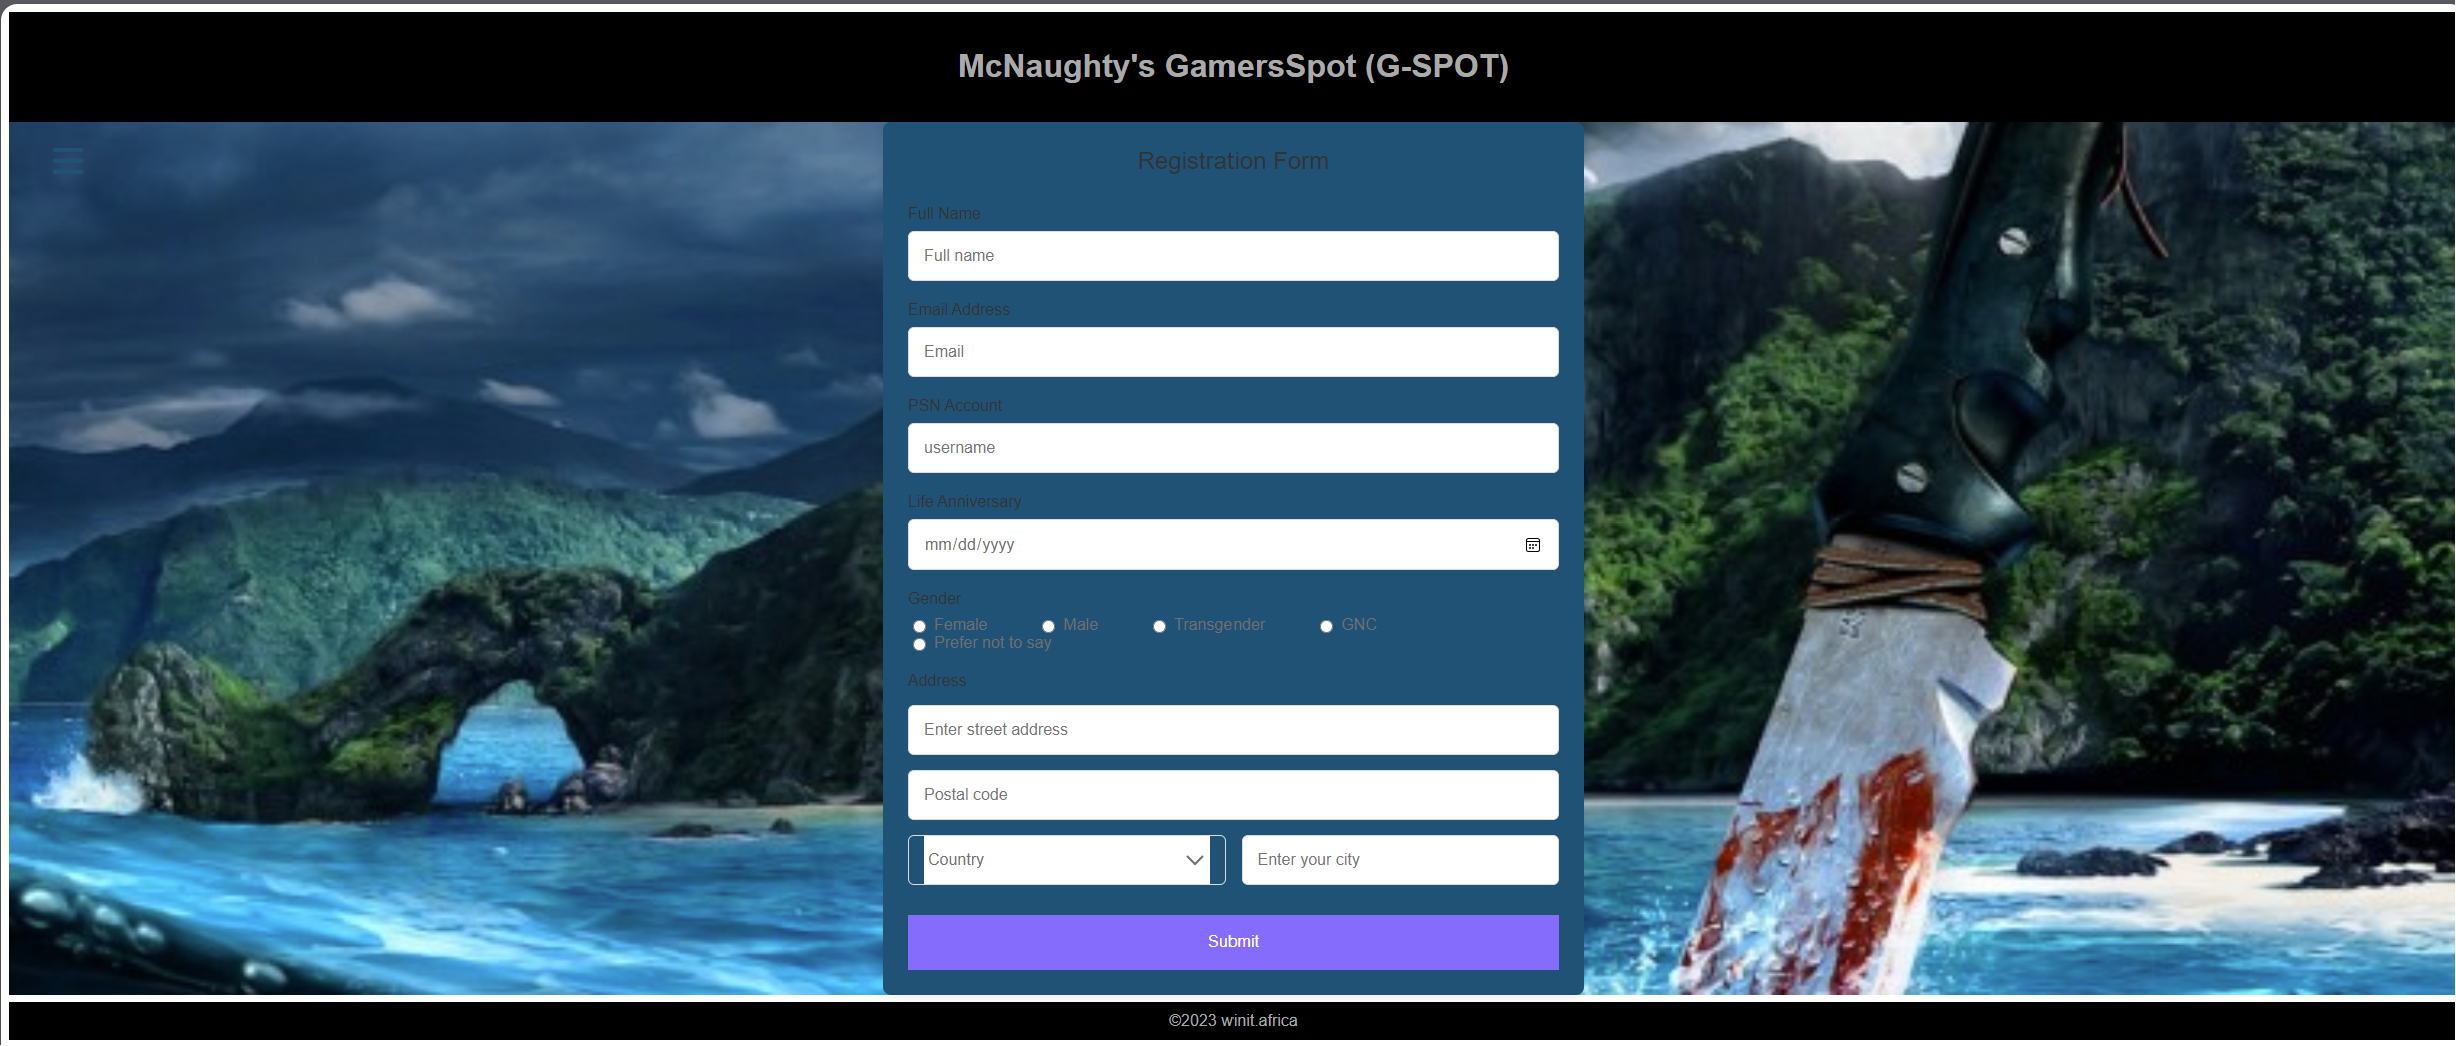 McNaughty's GamersSpot (G-SPOT)
Registration Form
Full Name
Full name
Email Address
Email
PSN Account
username
Life Anniversary
mm/dd/yyyy
Gender
Female Male Transgender GNC
Prefer not to say
Address
Enter street address
Postal code
Country Enter your city
Submit
©2023 winit.africa